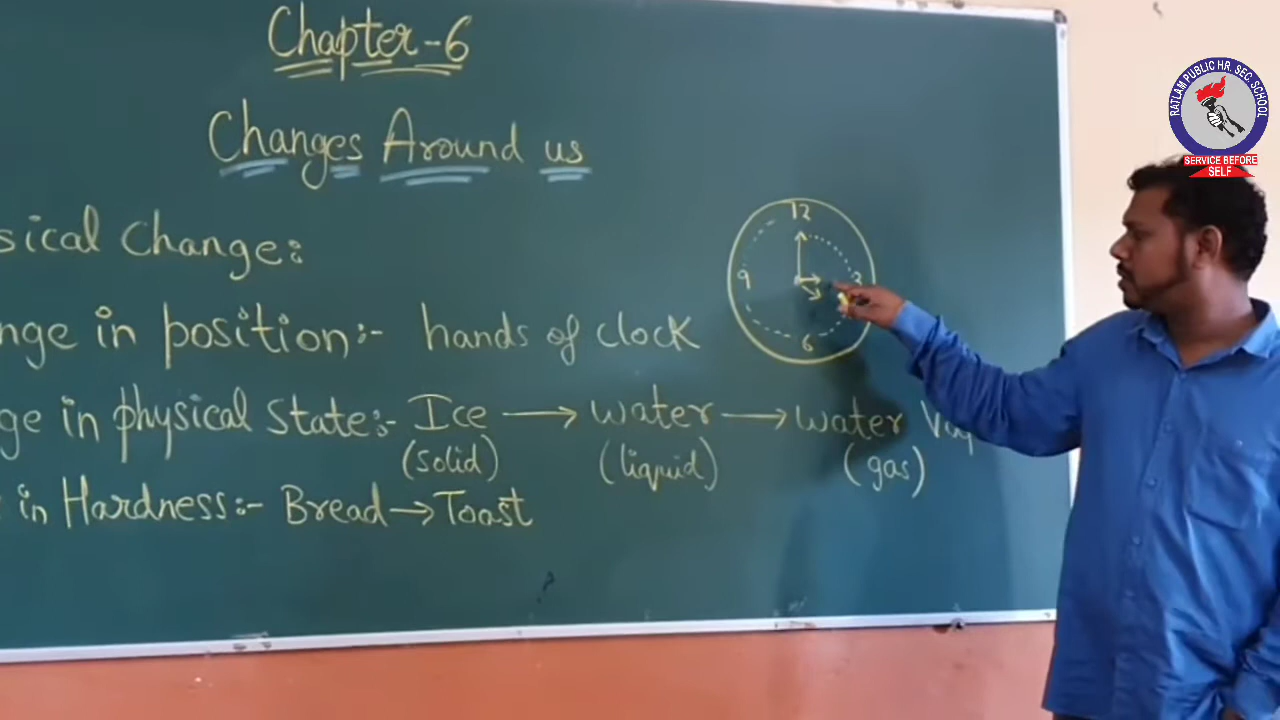 Chapter-6
Changes Around us
sical Change:
nge in position:- hands of clock
ge in physical State:- Ice → water → water Vap
(solid) (liquid) (gas)
in Hardness:- Bread → Toast
12
9 3
6
RATLAM PUBLIC HR. SEC. SCHOOL
SERVICE BEFORE
SELF